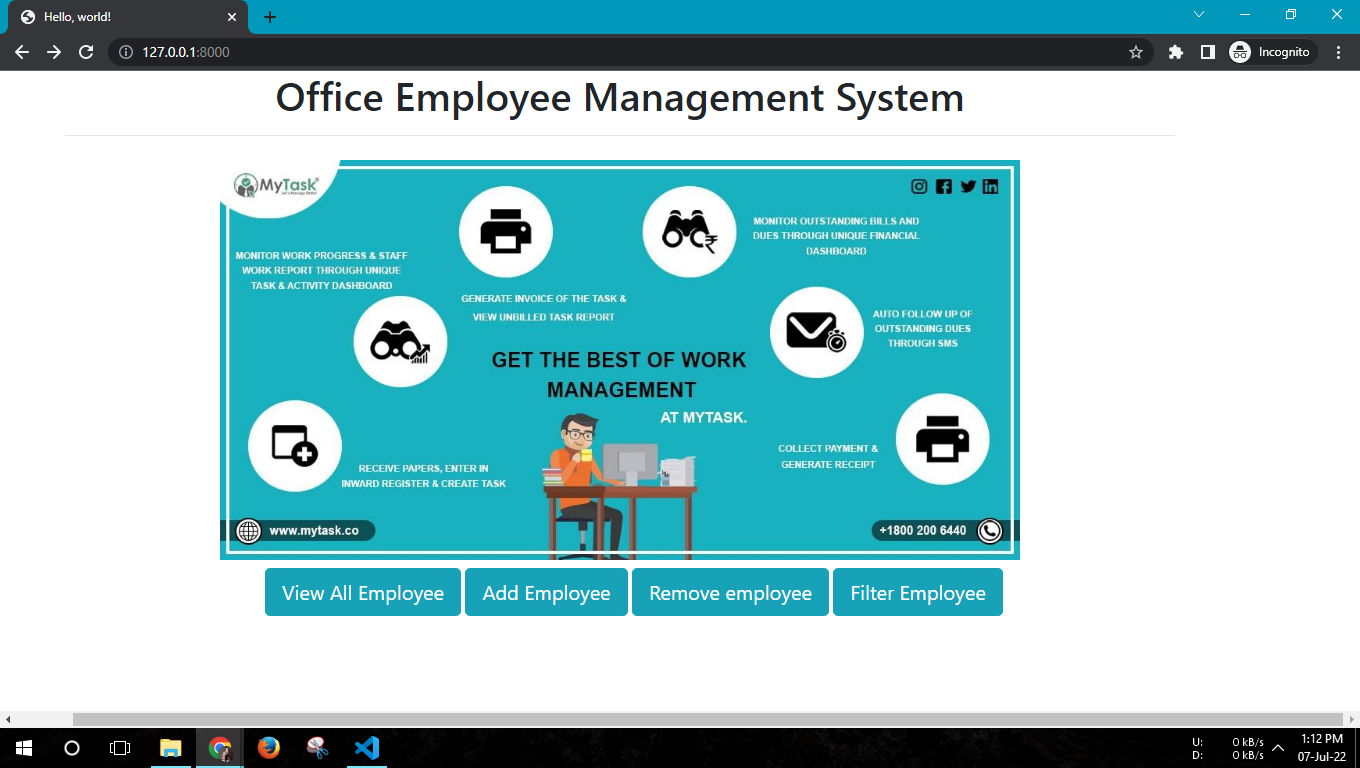 Hello, world!
127.0.0.1:8000
Incognito
Office Employee Management System
MyTask
Let's Manage Better
MONITOR WORK PROGRESS & STAFF
WORK REPORT THROUGH UNIQUE
TASK & ACTIVITY DASHBOARD
GENERATE INVOICE OF THE TASK &
VIEW UNBILLED TASK REPORT
MONITOR OUTSTANDING BILLS AND
DUES THROUGH UNIQUE FINANCIAL
DASHBOARD
AUTO FOLLOW UP OF
OUTSTANDING DUES
THROUGH SMS
GET THE BEST OF WORK
MANAGEMENT
AT MYTASK.
RECEIVE PAPERS, ENTER IN
INWARD REGISTER & CREATE TASK
COLLECT PAYMENT &
GENERATE RECEIPT
www.mytask.co
+1800 200 6440
View All Employee
Add Employee
Remove employee
Filter Employee
U: 0 kB/s
D: 0 kB/s
1:12 PM
07-Jul-22